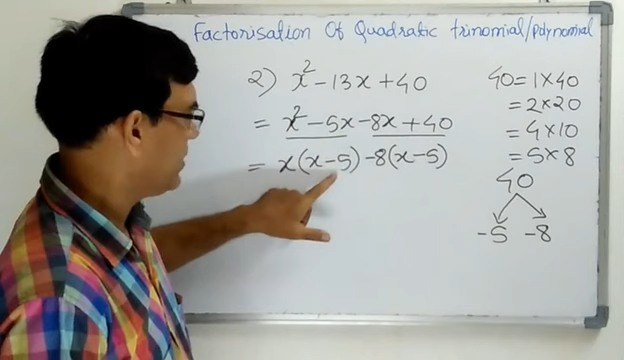 Factorisation Of Quadratic trinomial/polynomial
2) x² - 13x + 40
= x² - 5x - 8x + 40
= x(x - 5) - 8(x - 5)
40 = 1 × 40
= 2 × 20
= 4 × 10
= 5 × 8
40
-5 -8